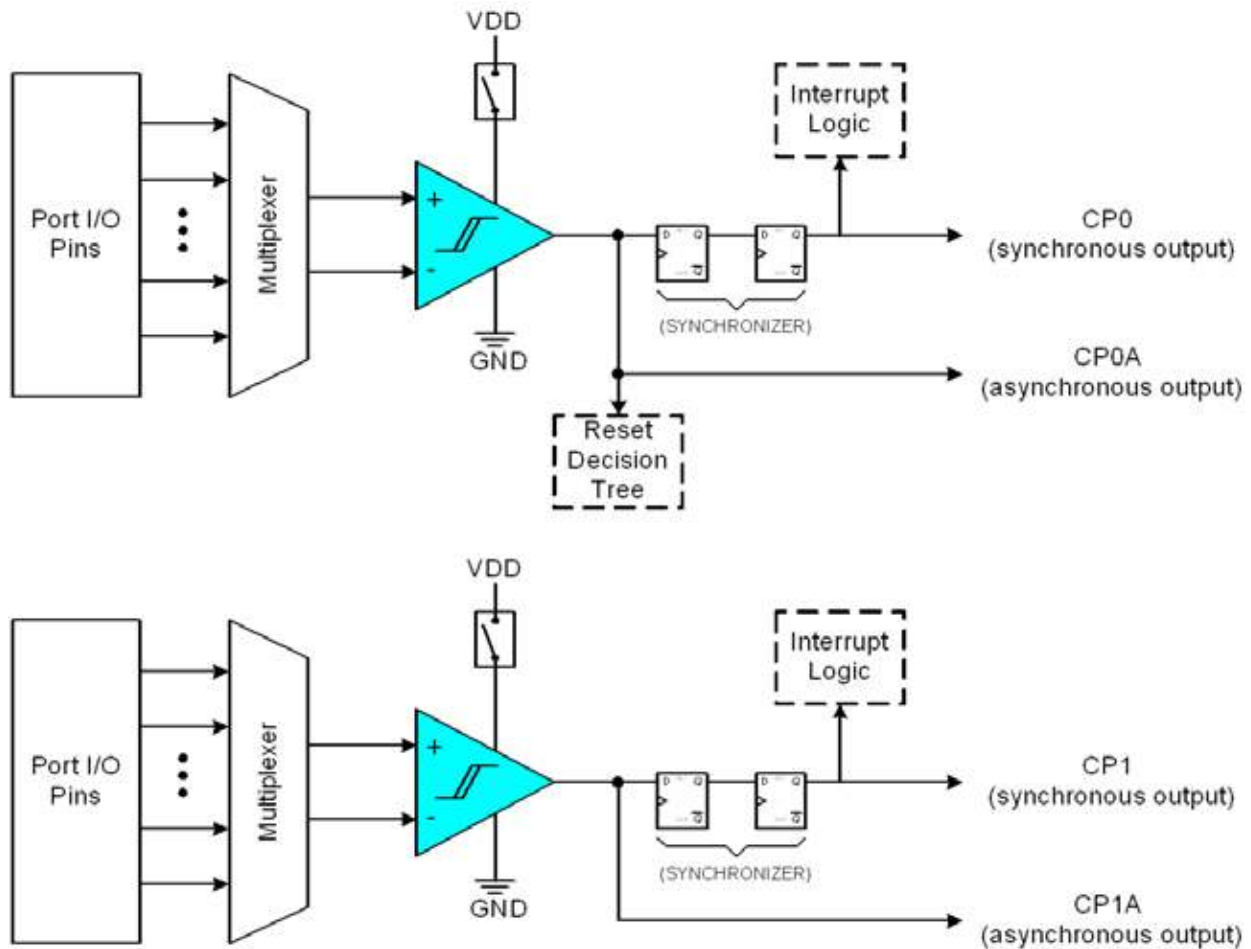 VDD
Port I/O
Pins
Multiplexer
+
-
GND
Interrupt
Logic
D
Q
Q
D
Q
Q
(SYNCHRONIZER)
CP0
(synchronous output)
CP0A
(asynchronous output)
Reset
Decision
Tree
VDD
Port I/O
Pins
Multiplexer
+
-
GND
Interrupt
Logic
D
Q
Q
D
Q
Q
(SYNCHRONIZER)
CP1
(synchronous output)
CP1A
(asynchronous output)